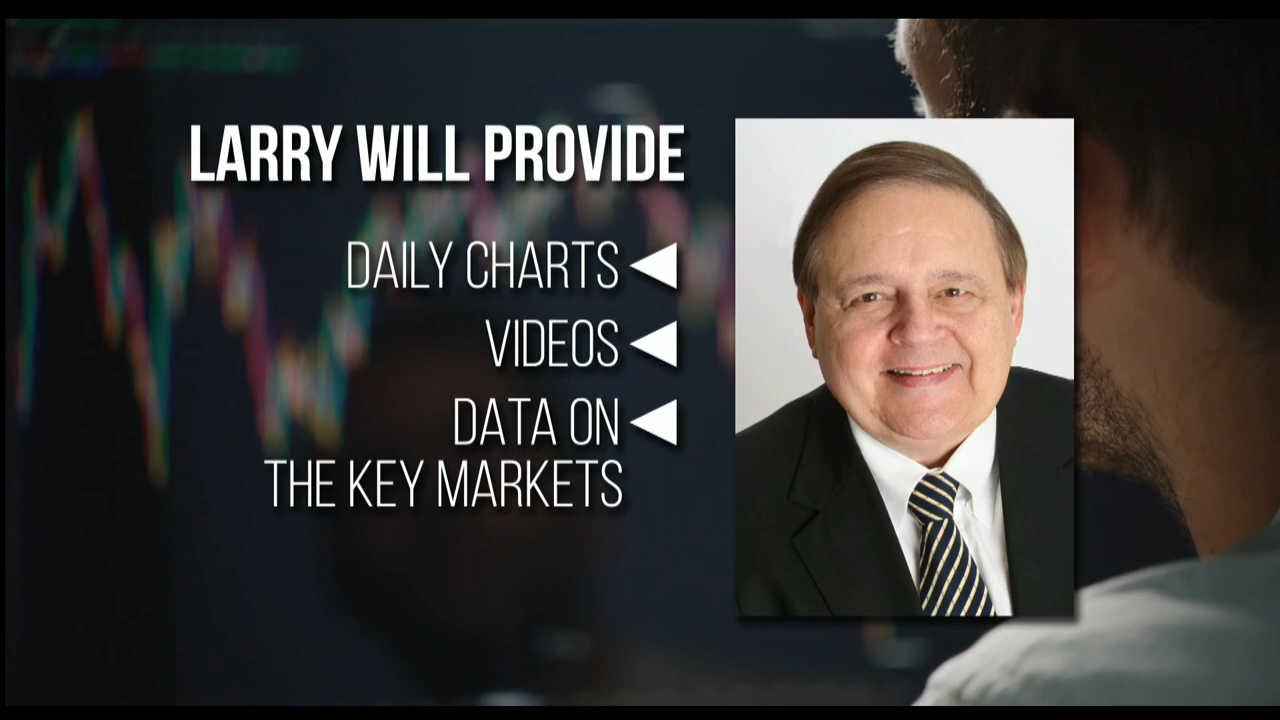 LARRY WILL PROVIDE
DAILY CHARTS
VIDEOS
DATA ON
THE KEY MARKETS